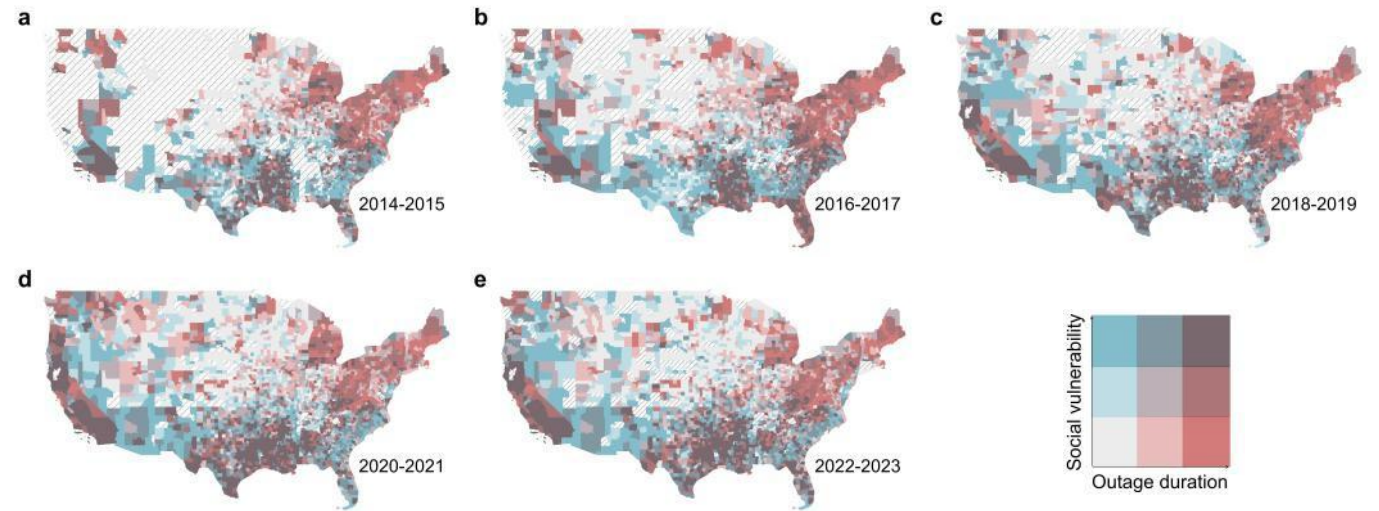 a
b
c
2014-2015
2016-2017
2018-2019
d
e
2020-2021
2022-2023
Social vulnerability
Outage duration